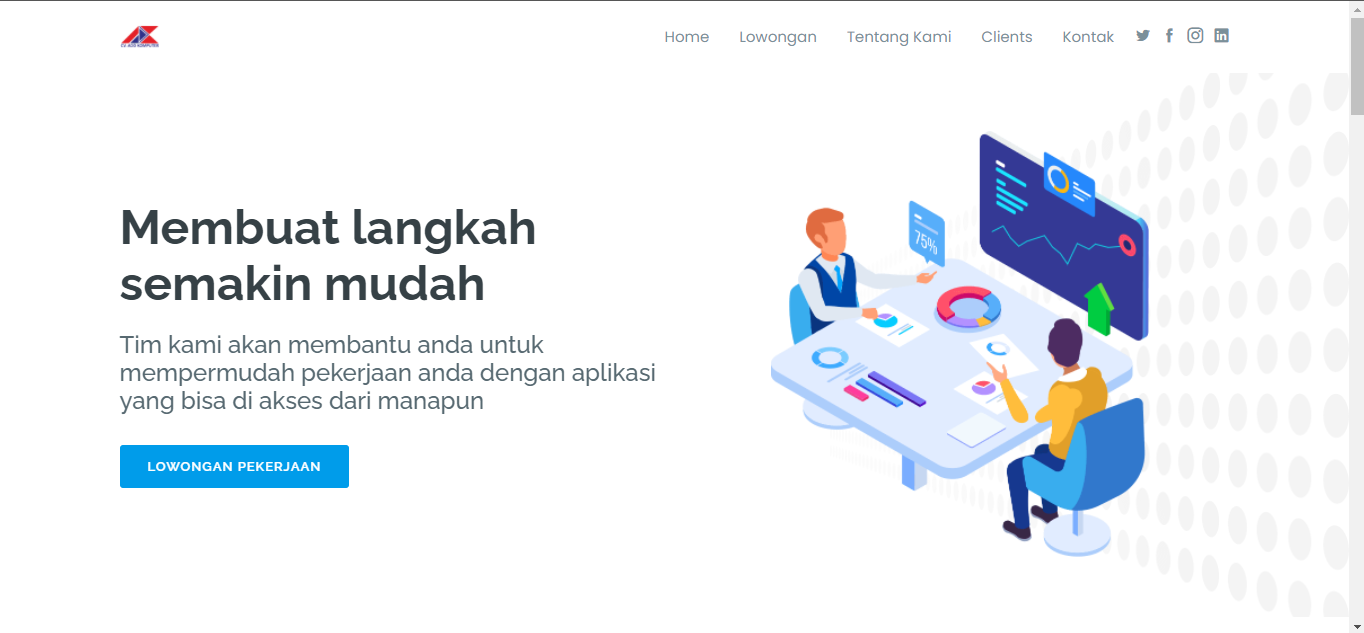 Home Lowongan Tentang Kami Clients Kontak
Membuat langkah
semakin mudah
Tim kami akan membantu anda untuk
mempermudah pekerjaan anda dengan aplikasi
yang bisa di akses dari manapun
LOWONGAN PEKERJAAN
75%